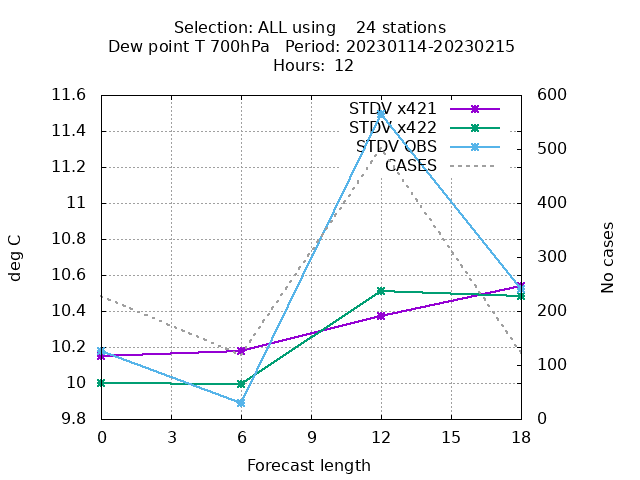 Selection: ALL using    24 stations
Dew point T 700hPa   Period: 20230114-20230215
Hours: 12
11.6
11.4
11.2
11
10.8
10.6
10.4
10.2
10
9.8
deg C
STDV x421
STDV x422
STDV OBS
CASES
600
500
400
300
200
100
0
No cases
0 3 6 9 12 15 18
Forecast length